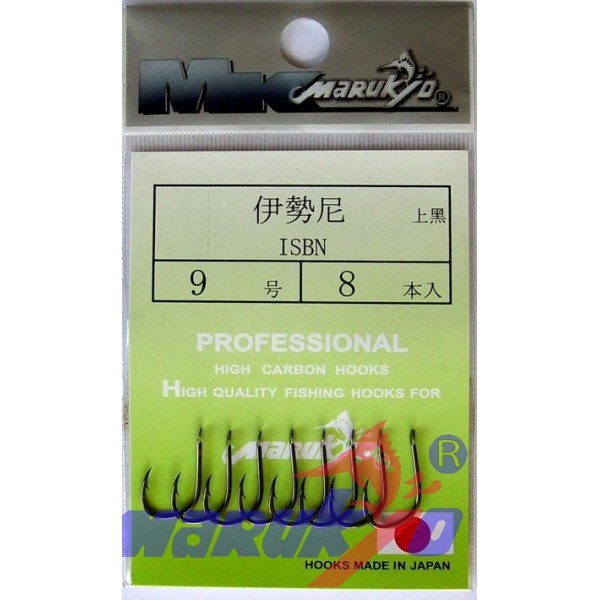 MK MARUKYO®
伊勢尼 上黒
ISBN
9 号 8 本入
PROFESSIONAL
HIGH CARBON HOOKS
HIGH QUALITY FISHING HOOKS FOR
MARUKYO ®
MARUKYO
HOOKS MADE IN JAPAN